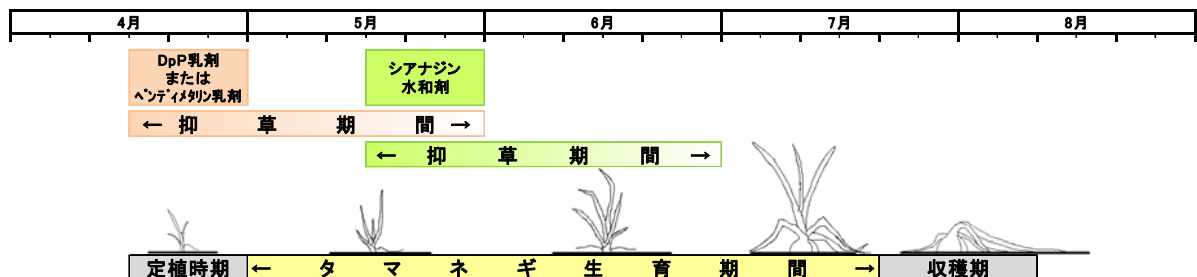 4月 5月 6月 7月 8月
DpP乳剤
または
ペンディメタリン乳剤
シアナジン
水和剤
← 抑草期間 →
← 抑草期間 →
定植時期 ← タマネギ生育期間 → 収穫期